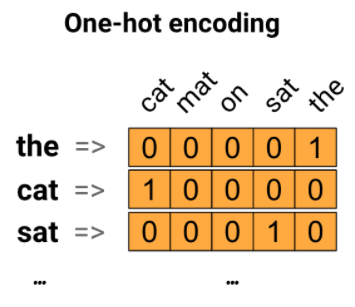 One-hot encoding
cat mat on sat the
the => 0 0 0 0 1
cat => 1 0 0 0 0
sat => 0 0 0 1 0
... ...